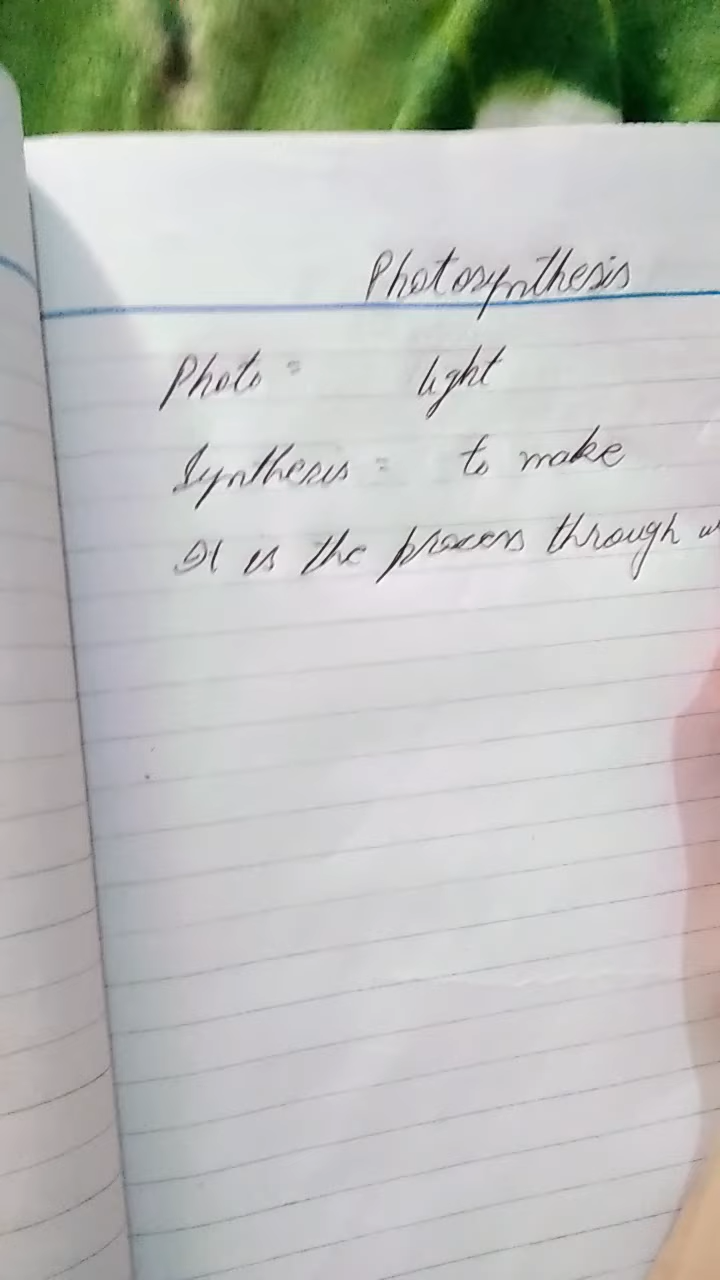 Photosynthesis
Photo = light
Synthesis = to make
It is the process through